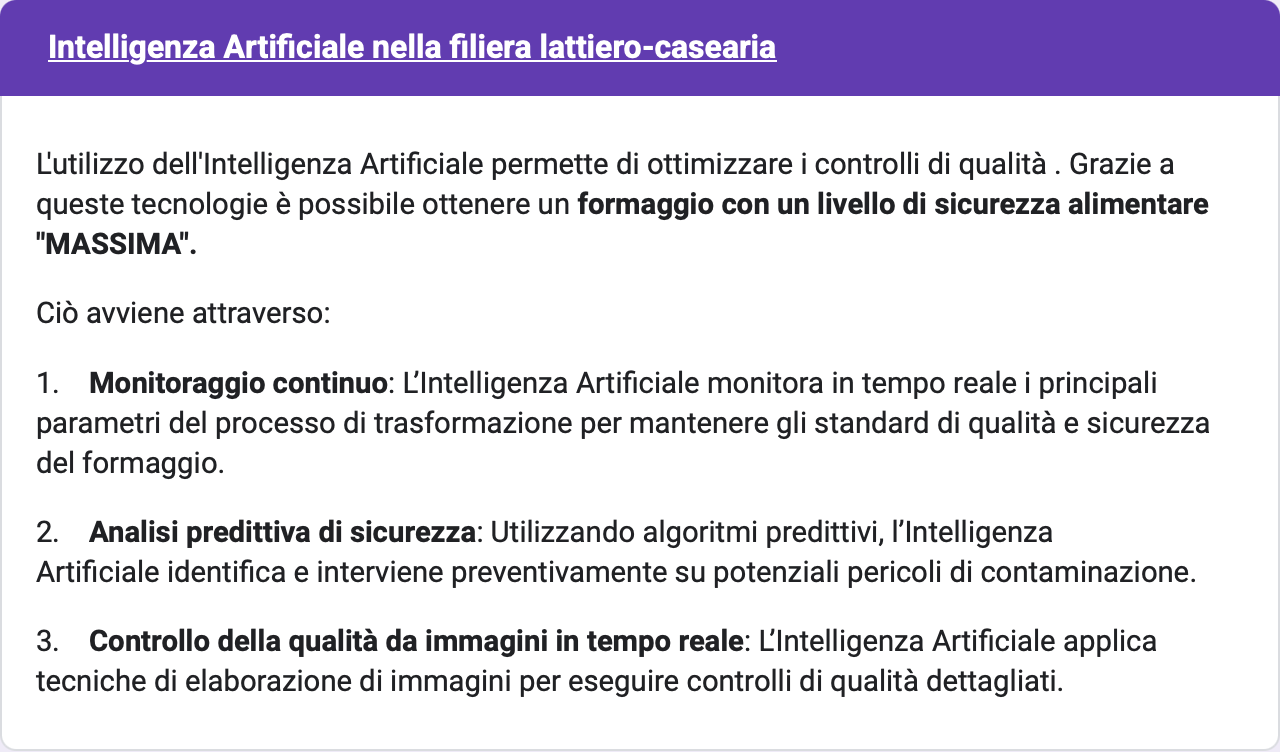 Intelligenza Artificiale nella filiera lattiero-casearia
L'utilizzo dell'Intelligenza Artificiale permette di ottimizzare i controlli di qualità . Grazie a
queste tecnologie è possibile ottenere un formaggio con un livello di sicurezza alimentare
"MASSIMA".
Ciò avviene attraverso:
1. Monitoraggio continuo: L’Intelligenza Artificiale monitora in tempo reale i principali
parametri del processo di trasformazione per mantenere gli standard di qualità e sicurezza
del formaggio.
2. Analisi predittiva di sicurezza: Utilizzando algoritmi predittivi, l’Intelligenza
Artificiale identifica e interviene preventivamente su potenziali pericoli di contaminazione.
3. Controllo della qualità da immagini in tempo reale: L’Intelligenza Artificiale applica
tecniche di elaborazione di immagini per eseguire controlli di qualità dettagliati.